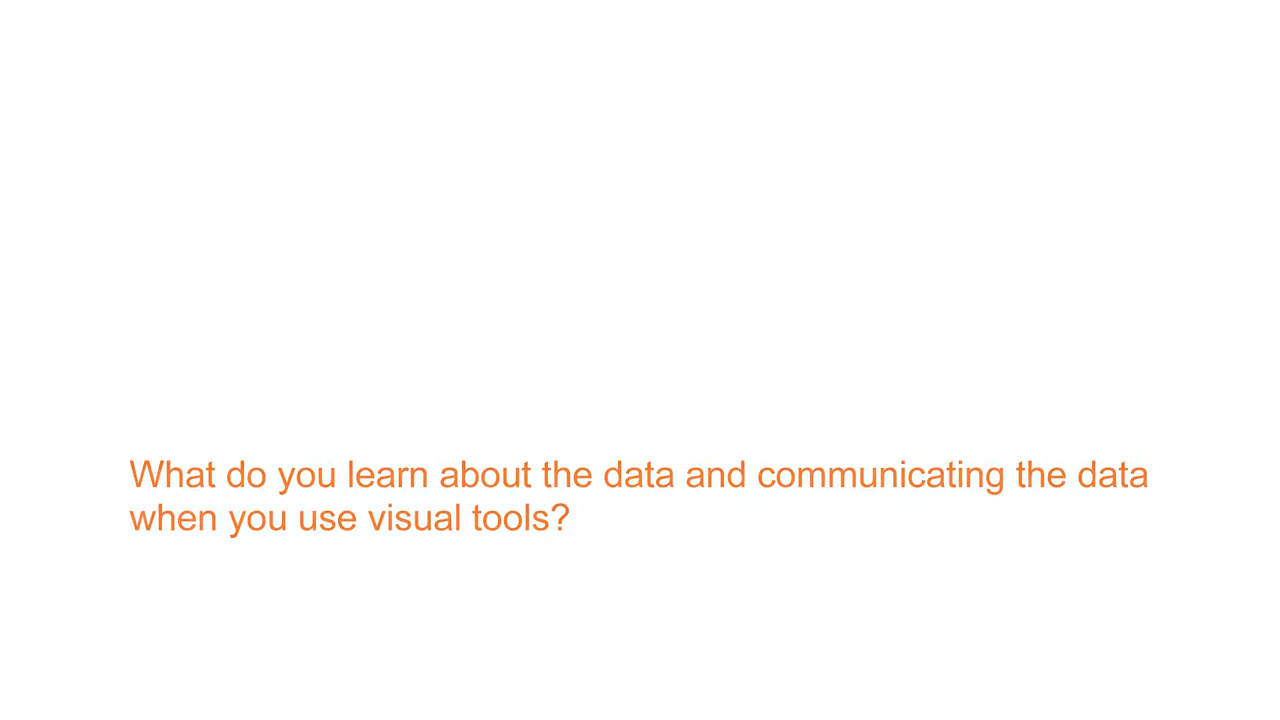 What do you learn about the data and communicating the data
when you use visual tools?